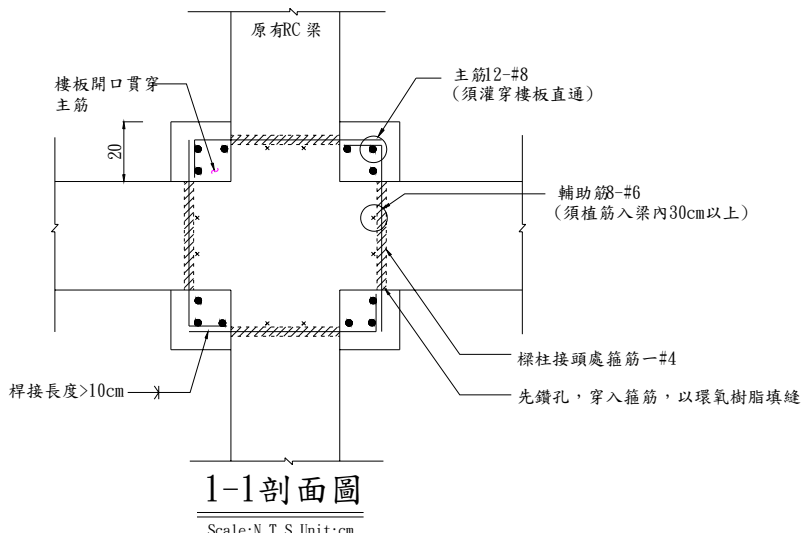 原有RC 梁
樓板開口貫穿
主筋
主筋12-#8
(須灌穿樓板直通)
20
輔助筋8-#6
(須植筋入梁內30cm以上)
樑柱接頭處箍筋一#4
桿接長度>10cm
先鑽孔，穿入箍筋，以環氧樹脂填縫
1-1剖面圖
Scale:N.T.S Unit:cm